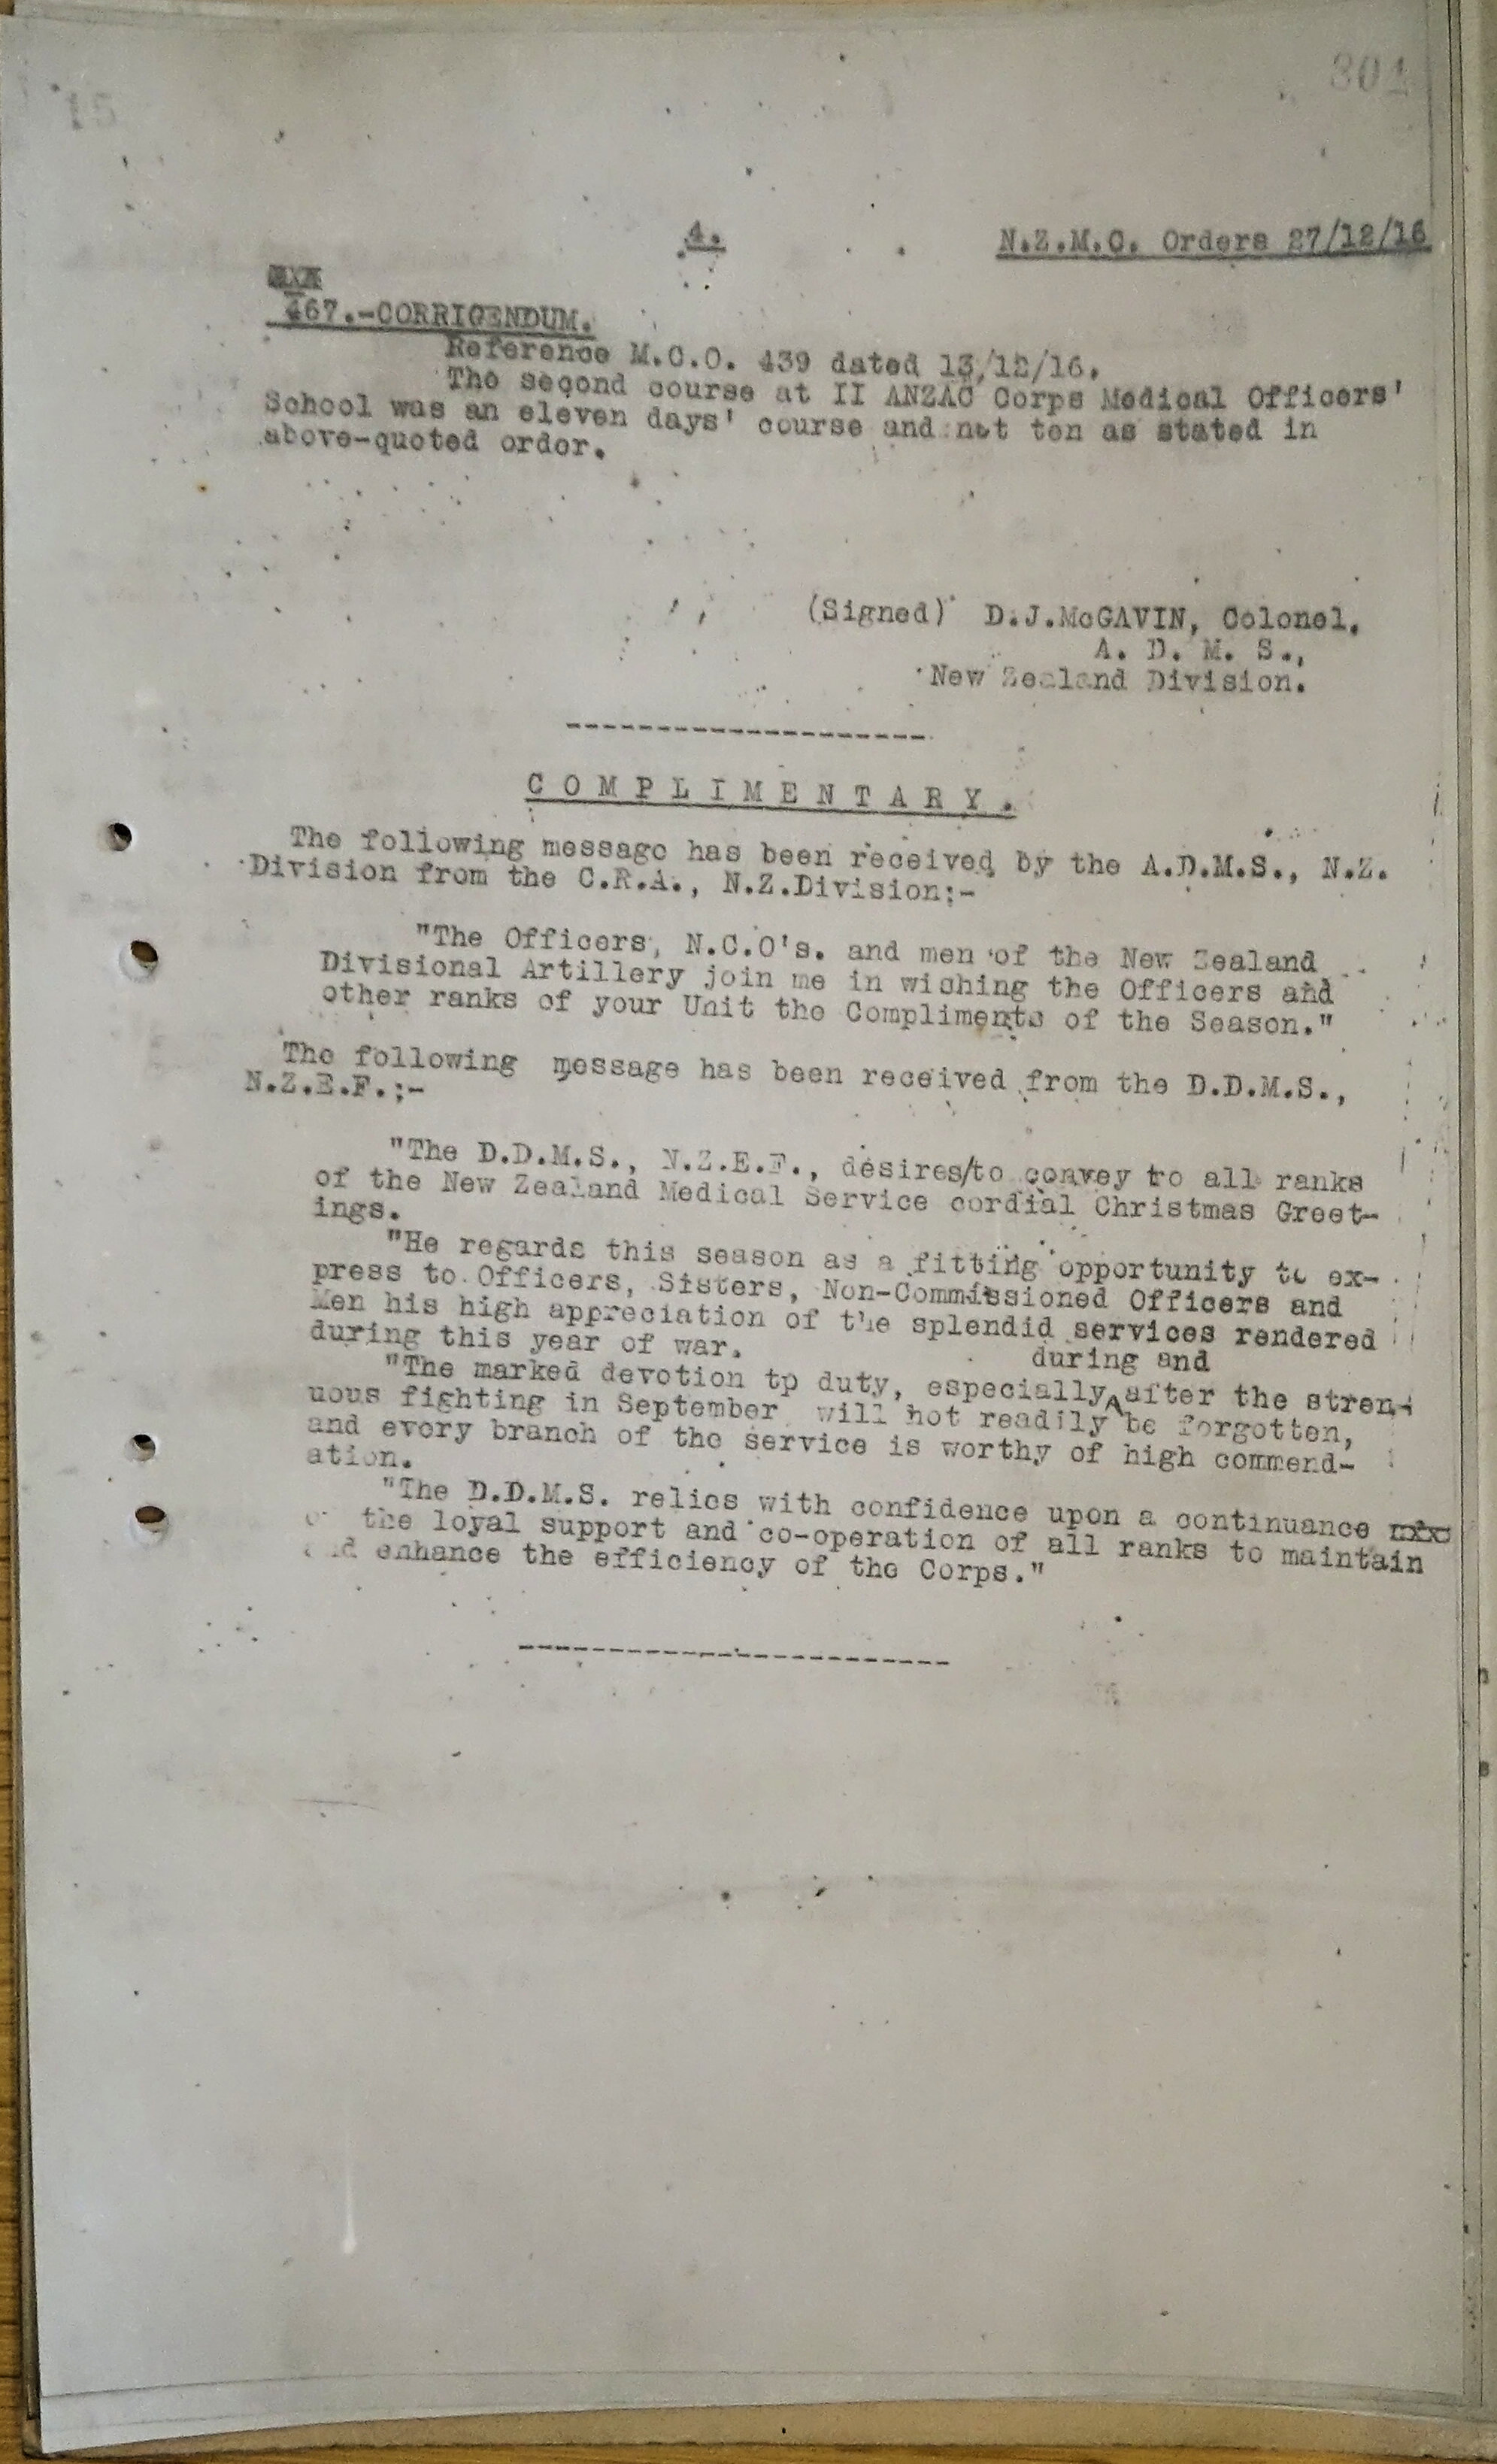 301
15
4.
N.Z.M.C. Orders 27/12/16
467.-CORRIGENDUM.
Reference M.C.O. 439 dated 13/12/16.
The second course at II ANZAC Corps Medical Officers'
School was an eleven days' course and not ten as stated in
above-quoted order.
(Signed) D.J.McGAVIN, Colonel.
A. D. M. S.,
New Zealand Division.
--------------------
C O M P L I M E N T A R Y .
The following message has been received by the A.D.M.S., N.Z.
Division from the C.R.A., N.Z.Division:-
"The Officers, N.C.O's. and men of the New Zealand
Divisional Artillery join me in wiching the Officers and
other ranks of your Unit the Compliments of the Season."
The following message has been received from the D.D.M.S.,
N.Z.E.F.:-
"The D.D.M.S., N.Z.E.F., desires/to convey to all ranks
of the New Zealand Medical Service cordial Christmas Greet-
ings.
"He regards this season as a fitting opportunity to ex-
press to Officers, Sisters, Non-Commissioned Officers and
Men his high appreciation of the splendid services rendered
during this year of war.
during and
"The marked devotion to duty, especially after the stren-
uous fighting in September will not readily be forgotten,
and every branch of the service is worthy of high commend-
ation.
"The D.D.M.S. relies with confidence upon a continuance
the loyal support and co-operation of all ranks to maintain
and enhance the efficiency of the Corps."
------------------------